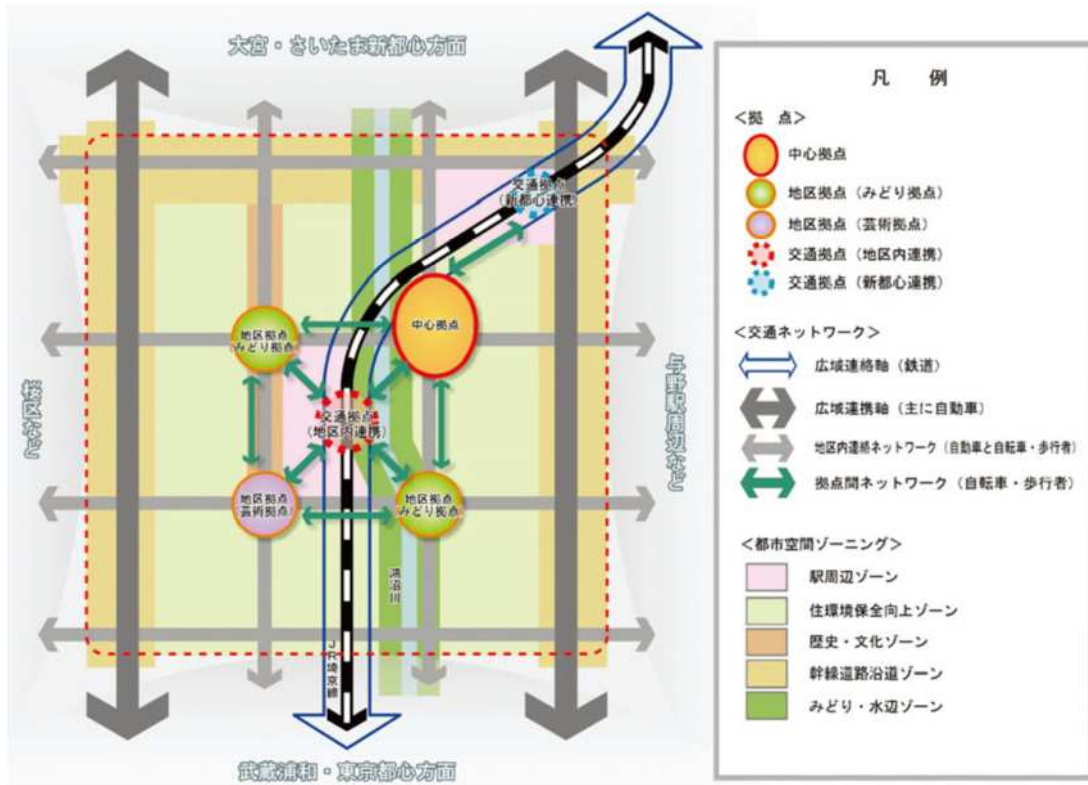 大宮・さいたま新都心方面
交通拠点
(新都心連携)
中心拠点
地区拠点
みどり拠点
桜区など
与野駅周辺など
交通拠点
(地区内連携)
地区拠点
(芸術拠点)
地区拠点
みどり拠点
鴻沼川
JR埼京線
武蔵浦和・東京都心方面
凡 例
<拠 点>
中心拠点
地区拠点(みどり拠点)
地区拠点(芸術拠点)
交通拠点(地区内連携)
交通拠点(新都心連携)
<交通ネットワーク>
広域連絡軸(鉄道)
広域連携軸(主に自動車)
地区内連絡ネットワーク(自動車と自転車・歩行者)
拠点間ネットワーク(自転車・歩行者)
<都市空間ゾーニング>
駅周辺ゾーン
住環境保全向上ゾーン
歴史・文化ゾーン
幹線道路沿道ゾーン
みどり・水辺ゾーン